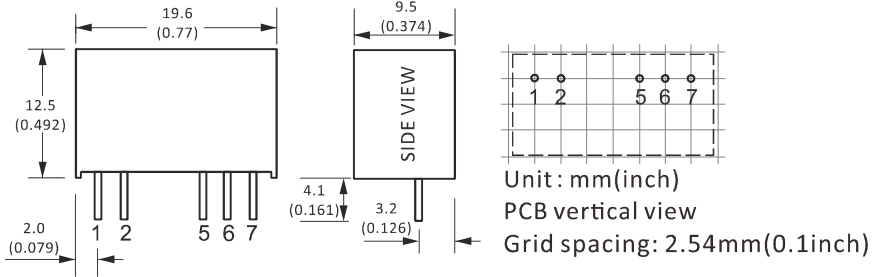 19.6
(0.77)
12.5
(0.492)
1 2 5 6 7
2.0
(0.079)
9.5
(0.374)
SIDE VIEW
4.1
(0.161)
3.2
(0.126)
1 2 5 6 7
Unit : mm(inch)
PCB vertical view
Grid spacing: 2.54mm(0.1inch)